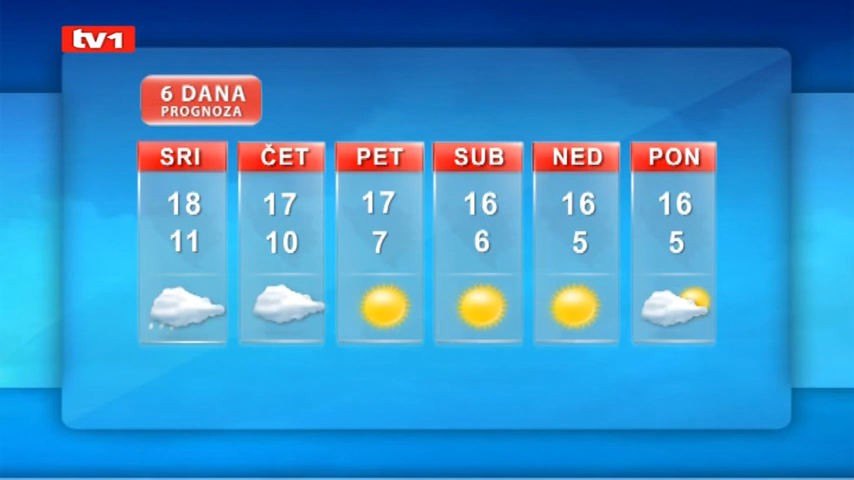 tv1
6 DANA
PROGNOZA
SRI ČET PET SUB NED PON
18 17 17 16 16 16
11 10 7 6 5 5